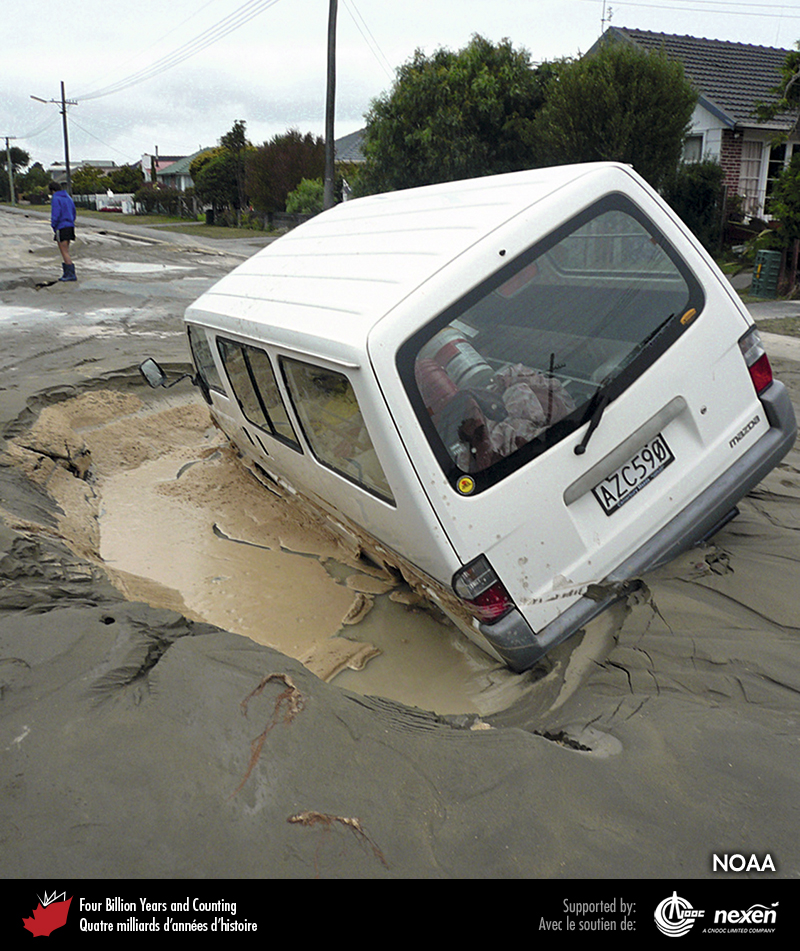 MAZDA
AZC590
NOAA
Four Billion Years and Counting
Quatre milliards d'années d'histoire
Supported by:
Avec le soutien de:
CNOOC
nexen
A CNOOC LIMITED COMPANY